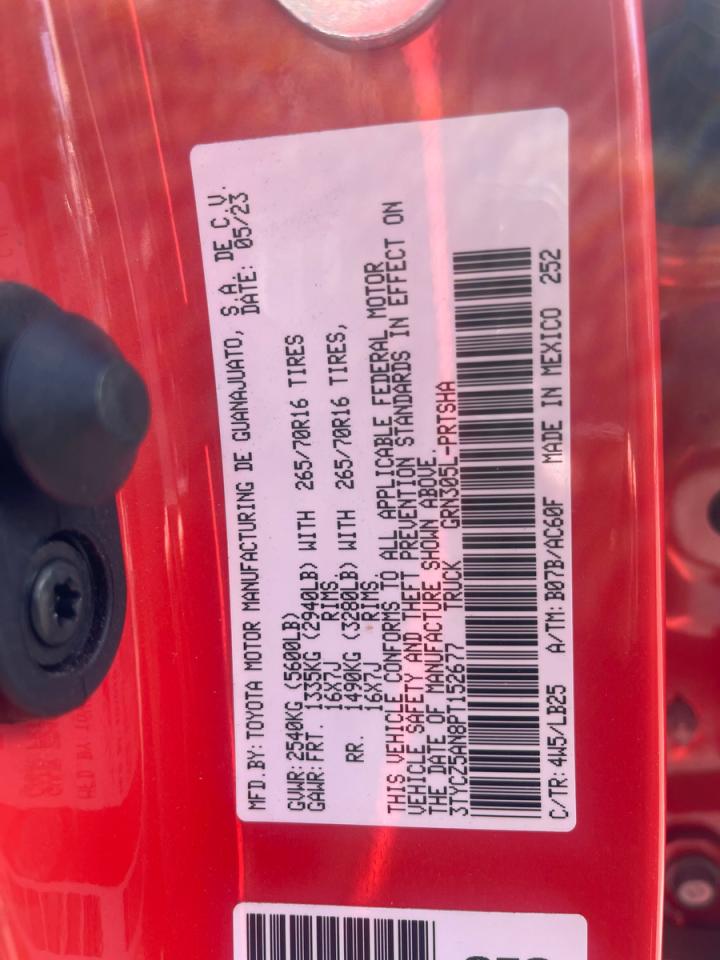 MFD.BY: TOYOTA MOTOR MANUFACTURING DE GUANAJUATO, S.A. DE C.V.
DATE: 05/23
GVWR: 2540KG (5600LB)
GAWR: FRT. 1335KG (2940LB) WITH 265/70R16 TIRES
16X7J RIMS.
RR. 1490KG (3280LB) WITH 265/70R16 TIRES,
16X7J RIMS.
THIS VEHICLE CONFORMS TO ALL APPLICABLE FEDERAL MOTOR
VEHICLE SAFETY AND THEFT PREVENTION STANDARDS IN EFFECT ON
THE DATE OF MANUFACTURE SHOWN ABOVE.
3TYCZ5AN8PT152677 TRUCK GRN305L-PRTSHA
C/TR: 4W5/LB25 A/TM: B07B/AC60F MADE IN MEXICO 252